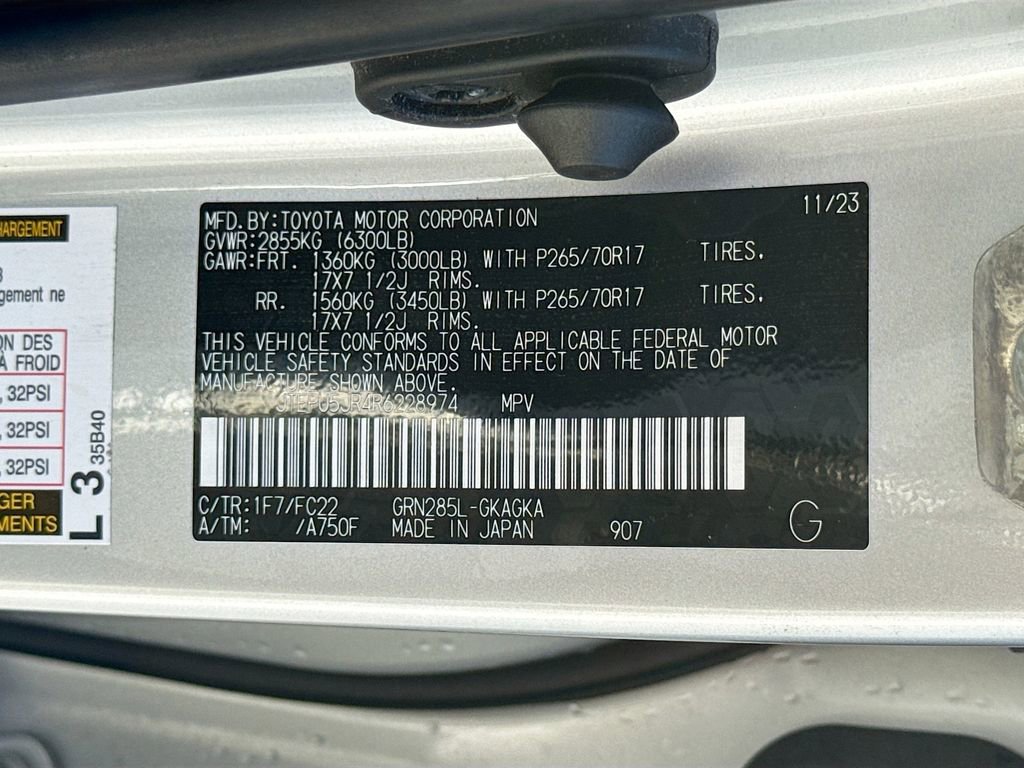 MFD. BY: TOYOTA MOTOR CORPORATION 11/23
GVWR: 2855KG (6300LB)
GAWR: FRT. 1360KG (3000LB) WITH P265/70R17 TIRES.
17X7 1/2J RIMS.
RR. 1560KG (3450LB) WITH P265/70R17 TIRES.
17X7 1/2J RIMS.
THIS VEHICLE CONFORMS TO ALL APPLICABLE FEDERAL MOTOR
VEHICLE SAFETY STANDARDS IN EFFECT ON THE DATE OF
MANUFACTURE SHOWN ABOVE.
JTEPU5JR4R6228974 MPV
C/TR: 1F7/FC22 GRN285L-GKAGKA
A/TM: /A750F MADE IN JAPAN 907 G
HARGEMENT
gement ne
ON DES
À FROID
, 32PSI
, 32PSI
, 32PSI
GER
MENTS
L 3 35B40